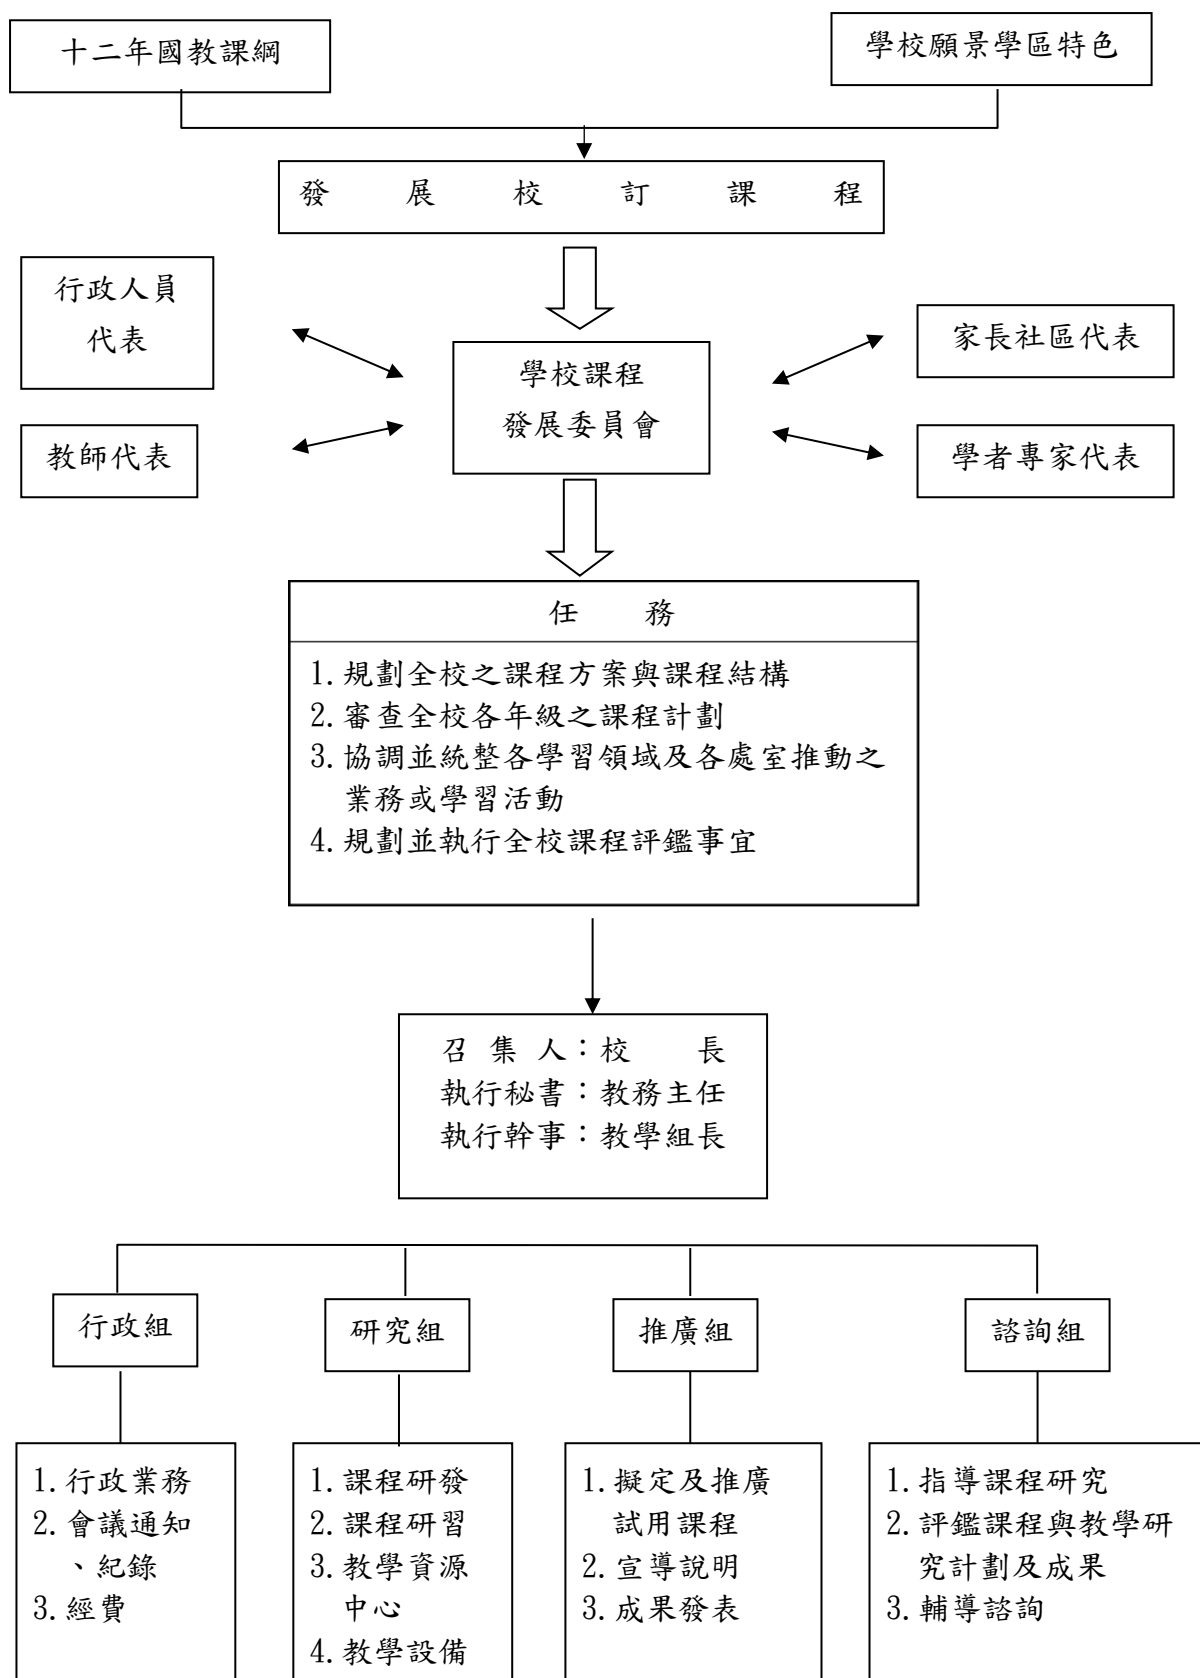 十二年國教課綱
學校願景學區特色
發展校訂課程
行政人員
代表
教師代表
學校課程
發展委員會
家長社區代表
學者專家代表
任務
1.規劃全校之課程方案與課程結構
2.審查全校各年級之課程計劃
3.協調並統整各學習領域及各處室推動之
業務或學習活動
4.規劃並執行全校課程評鑑事宜
召集人：校長
執行秘書：教務主任
執行幹事：教學組長
行政組
研究組
推廣組
諮詢組
1.行政業務
2.會議通知
、紀錄
3.經費
1.課程研發
2.課程研習
3.教學資源
中心
4.教學設備
1.擬定及推廣
試用課程
2.宣導說明
3.成果發表
1.指導課程研究
2.評鑑課程與教學研
究計劃及成果
3.輔導諮詢